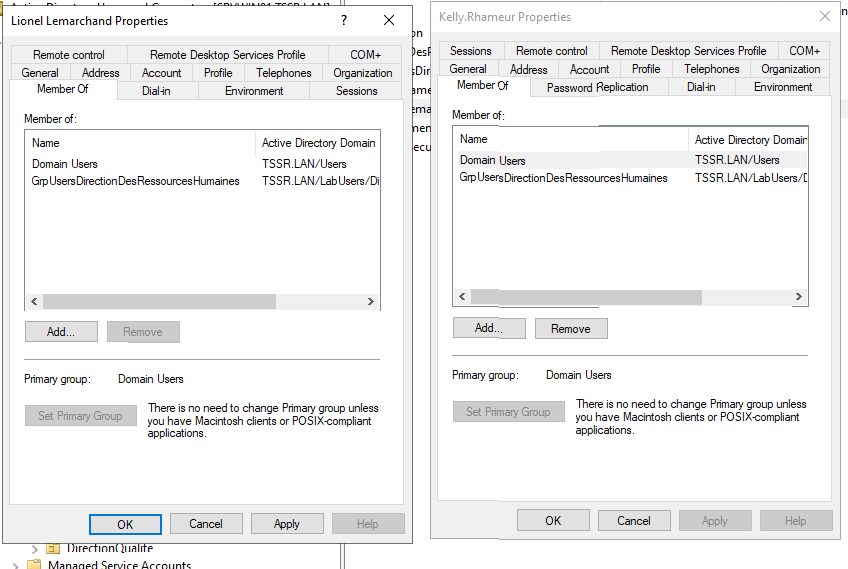 Lionel Lemarchand Properties
?
Remote control
Remote Desktop Services Profile
COM+
General
Address
Account
Profile
Telephones
Organization
Member Of
Dial-in
Environment
Sessions
Member of:
Name
Active Directory Domain
Domain Users
TSSR.LAN/Users
GrpUsersDirectionDesRessourcesHumaines
TSSR.LAN/LabUsers/Di
Add...
Remove
Primary group:
Domain Users
Set Primary Group
There is no need to change Primary group unless
you have Macintosh clients or POSIX-compliant
applications.
OK
Cancel
Apply
Help
DirectionQualite
Managed Service Accounts
Kelly.Rhameur Properties
Sessions
Remote control
Remote Desktop Services Profile
COM+
General
Address
Account
Profile
Telephones
Organization
Member Of
Password Replication
Dial-in
Environment
Member of:
Name
Active Directory Domain
Domain Users
TSSR.LAN/Users
GrpUsersDirectionDesRessourcesHumaines
TSSR.LAN/LabUsers/D
Add...
Remove
Primary group:
Domain Users
Set Primary Group
There is no need to change Primary group unless
you have Macintosh clients or POSIX-compliant
applications.
OK
Cancel
Apply
Help